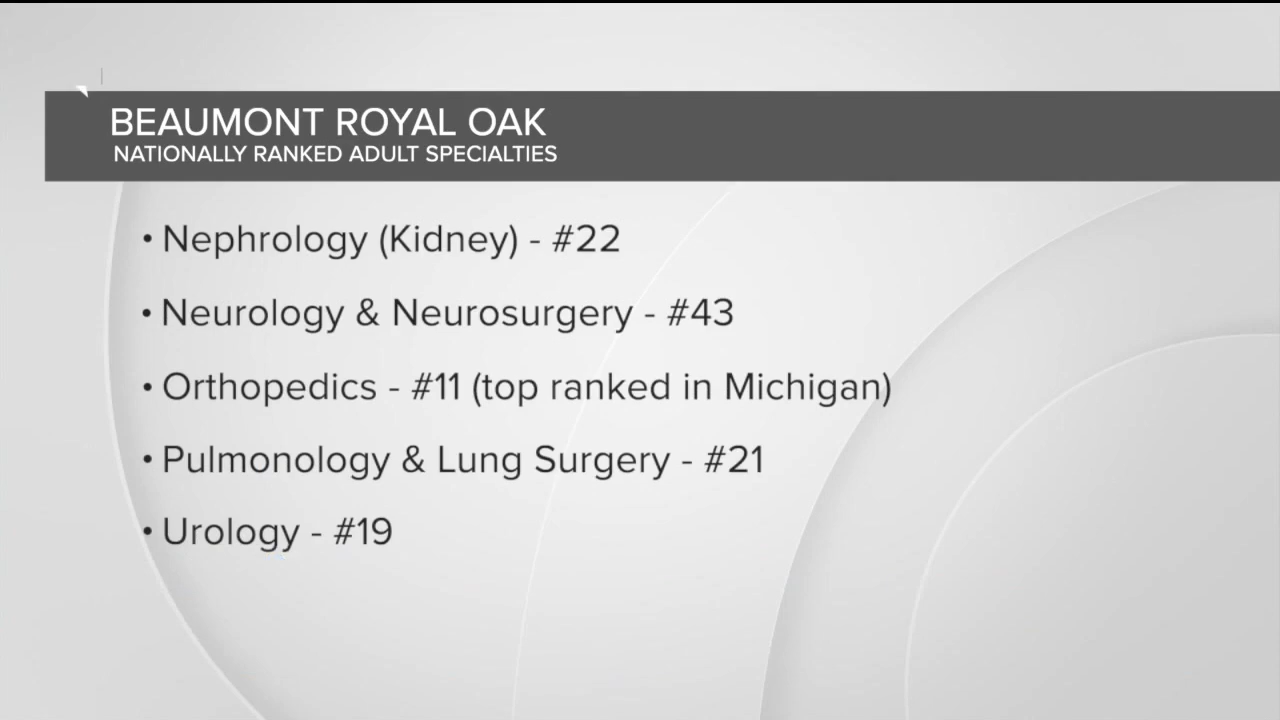 BEAUMONT ROYAL OAK
NATIONALLY RANKED ADULT SPECIALTIES
• Nephrology (Kidney) - #22
• Neurology & Neurosurgery - #43
• Orthopedics - #11 (top ranked in Michigan)
• Pulmonology & Lung Surgery - #21
• Urology - #19